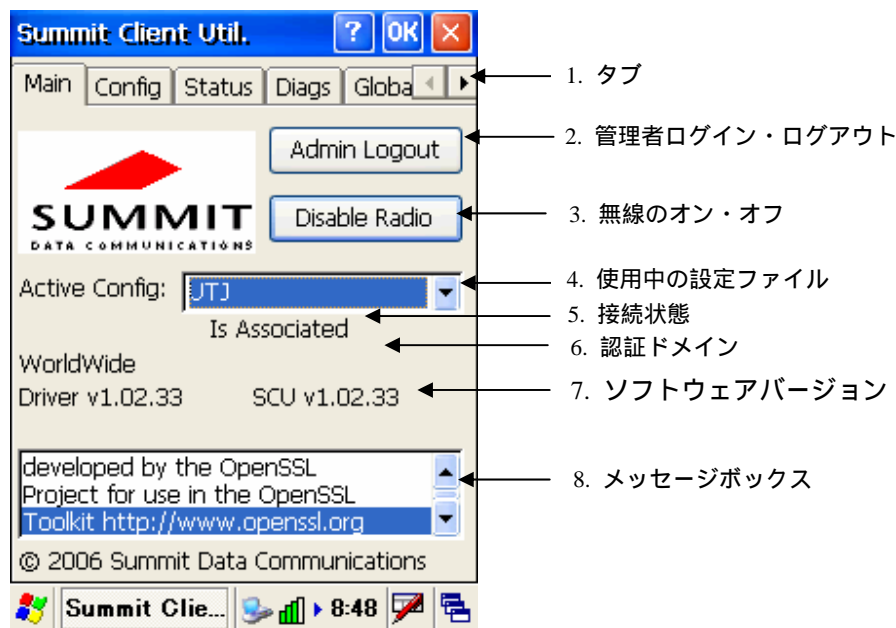 Summit Client Util. ? OK ×
Main Config Status Diags Globa
1. タブ
Admin Logout
2. 管理者ログイン・ログアウト
SUMMIT
DATA COMMUNICATIONS
Disable Radio
3. 無線のオン・オフ
Active Config: JTJ
4. 使用中の設定ファイル
Is Associated
5. 接続状態
6. 認証ドメイン
WorldWide
Driver v1.02.33 SCU v1.02.33
7. ソフトウェアバージョン
developed by the OpenSSL
Project for use in the OpenSSL
Toolkit http://www.openssl.org
8. メッセージボックス
© 2006 Summit Data Communications
Summit Clie... 8:48